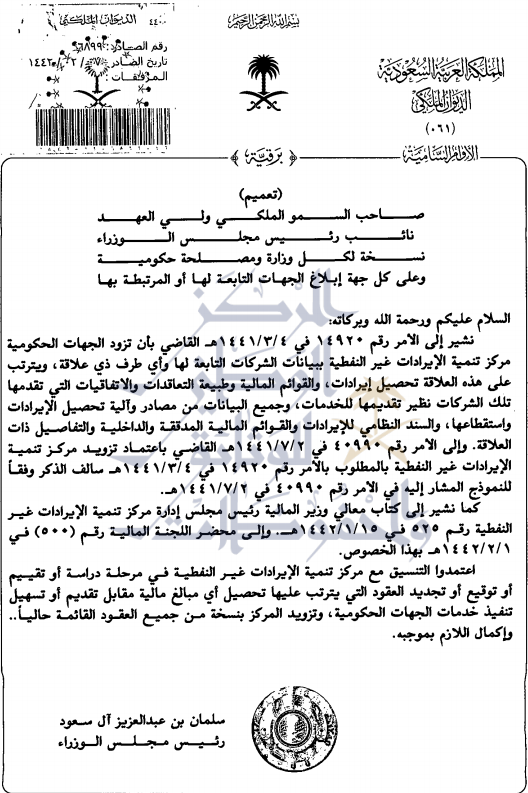 الديوان الملكي
بسم الله الرحمن الرحيم
رقم الصادر:
تاريخ الصادر:
المرفقات :
المملكة العربية السعودية
الديوان الملكي
(٠٦١)
الأوامر السامية
برقية
(تعميم)
صاحب السمو الملكي ولي العهد
نائب رئيس مجلس الوزراء
نسخة لكل وزارة ومصلحة حكومية
وعلى كل جهة إبلاغ الجهات التابعة لها أو المرتبطة بها
السلام عليكم ورحمة الله وبركاته:
نشير إلى الأمر رقم ١٤٩٢٠ في ١٤٤١/٣/٤هـ القاضي بأن تزود الجهات الحكومية
مركز تنمية الإيرادات غير النفطية ببيانات الشركات التابعة لها وأي طرف ذي علاقة، ويترتب
على هذه العلاقة تحصيل إيرادات، والقوائم المالية وطبيعة التعاقدات والاتفاقيات التي تقدمها
تلك الشركات نظير تقديمها للخدمات، وجميع البيانات من مصادر وآلية تحصيل الإيرادات
واستقطاعها، والسند النظامي للإيرادات والقوائم المالية المدققة والداخلية والتفاصيل ذات
العلاقة. وإلى الأمر رقم ٤٠٩٩٠ في ١٤٤١/٧/٢هـ القاضي باعتماد تزويد مركز تنمية
الإيرادات غير النفطية بالمطلوب بالأمر رقم ١٤٩٢٠ في ١٤٤١/٣/٤هـ سالف الذكر وفقاً
للنموذج المشار إليه في الامر رقم ٤٠٩٩٠ في ١٤٤١/٧/٢هـ.
كما نشير إلى كتاب معالي وزير المالية رئيس مجلس إدارة مركز تنمية الإيرادات غير
النفطية رقم ٥٢٥ في ١٤٤٢/١/١٥هـ. وإلى محضر اللجنة المالية رقم (٥٠٠) في
١٤٤٢/٢/١هـ بهذا الخصوص.
اعتمدوا التنسيق مع مركز تنمية الإيرادات غير النفطية في مرحلة دراسة أو تقييم
أو توقيع أو تجديد العقود التي يترتب عليها تحصيل أي مبالغ مالية مقابل تقديم أو تسهيل
تنفيذ خدمات الجهات الحكومية، وتزويد المركز بنسخة من جميع العقود القائمة حالياً..
وإكمال اللازم بموجبه.
سلمان بن عبدالعزيز آل سعود
رئيس مجلس الوزراء